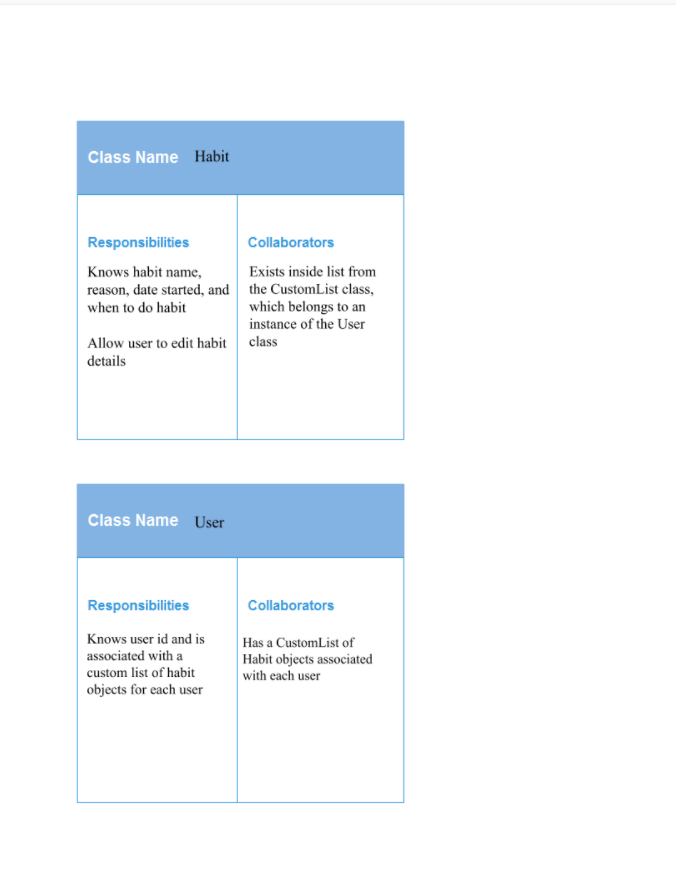 Class Name Habit
Responsibilities
Knows habit name,
reason, date started, and
when to do habit
Allow user to edit habit
details
Collaborators
Exists inside list from
the CustomList class,
which belongs to an
instance of the User
class
Class Name User
Responsibilities
Knows user id and is
associated with a
custom list of habit
objects for each user
Collaborators
Has a CustomList of
Habit objects associated
with each user